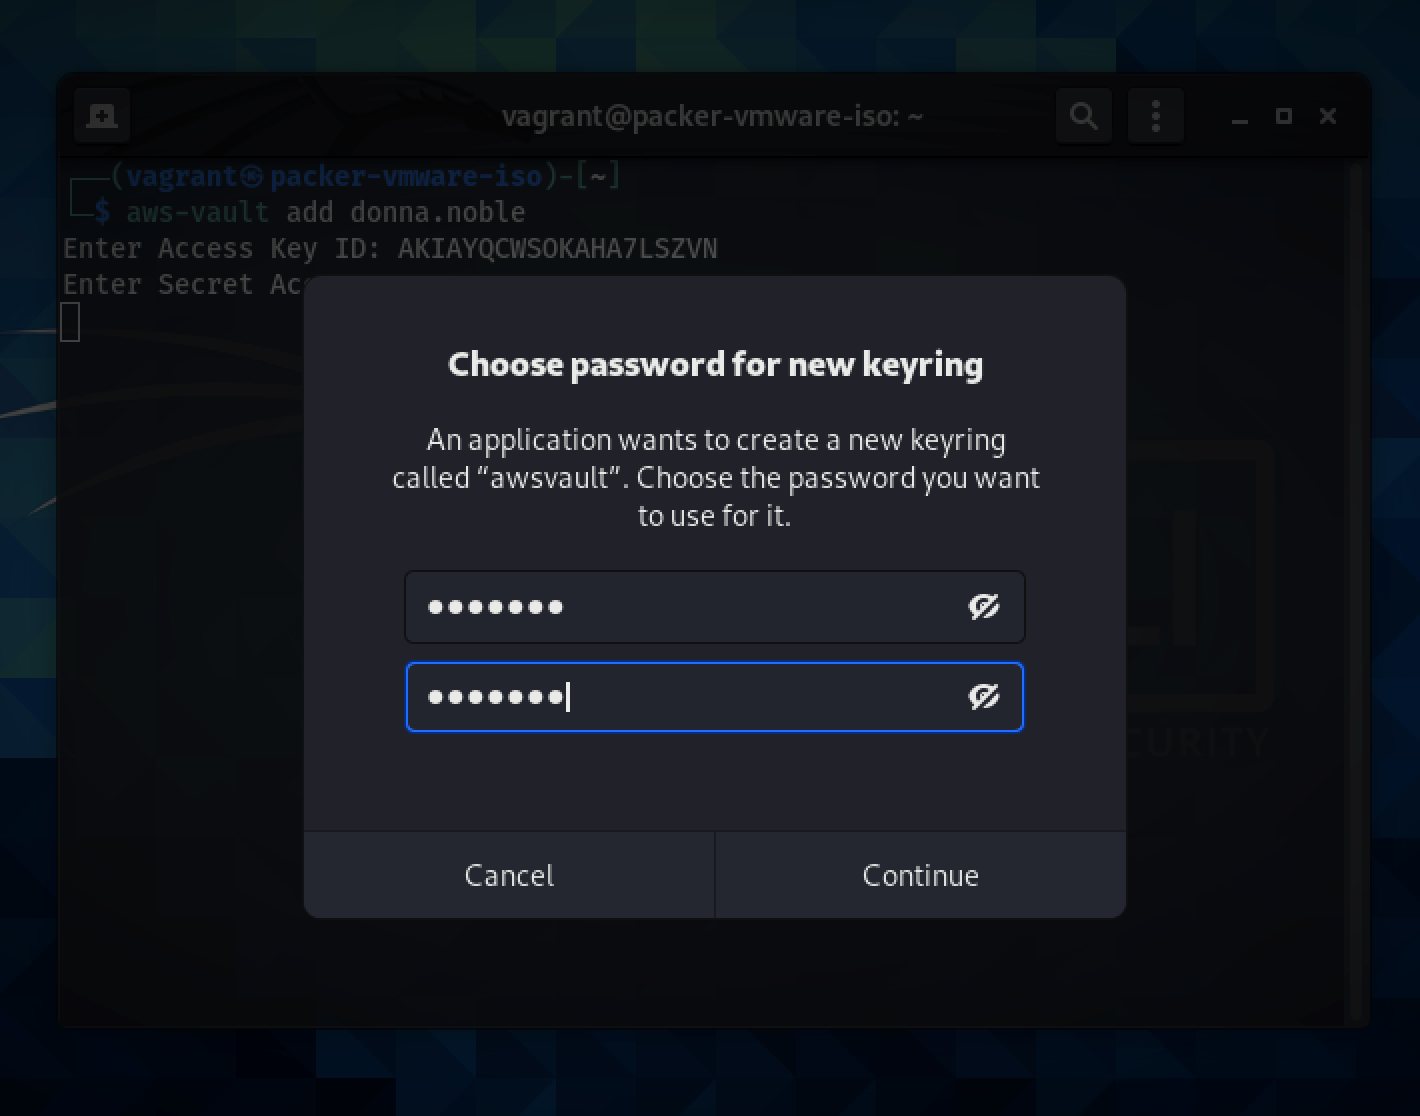 vagrant@packer-vmware-iso: ~
(vagrant㉿packer-vmware-iso)-[~]
$ aws-vault add donna.noble
Enter Access Key ID: AKIAYQCWSOKAHA7LSZVN
Enter Secret Ac
Choose password for new keyring
An application wants to create a new keyring
called “awsvault”. Choose the password you want
to use for it.
●●●●●●●
●●●●●●●
CURITY
Cancel
Continue